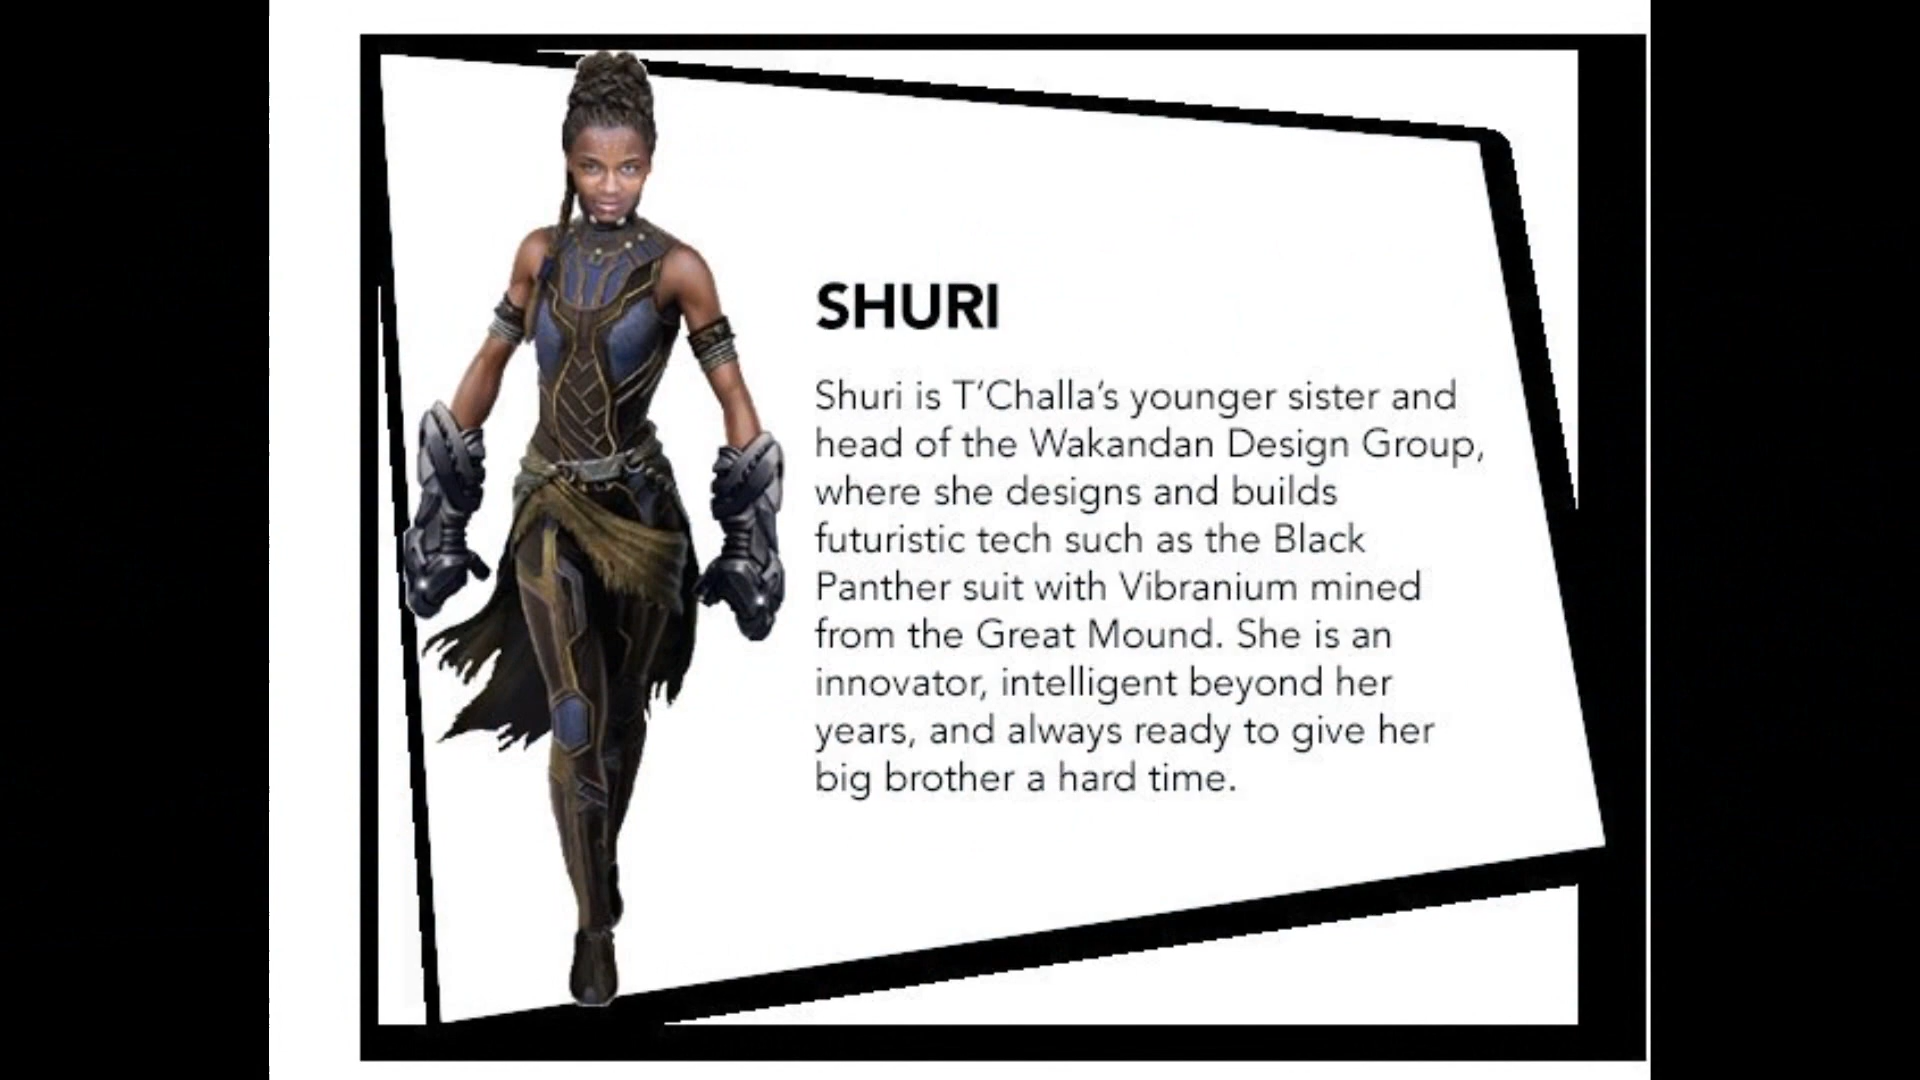 SHURI
Shuri is T’Challa’s younger sister and
head of the Wakandan Design Group,
where she designs and builds
futuristic tech such as the Black
Panther suit with Vibranium mined
from the Great Mound. She is an
innovator, intelligent beyond her
years, and always ready to give her
big brother a hard time.